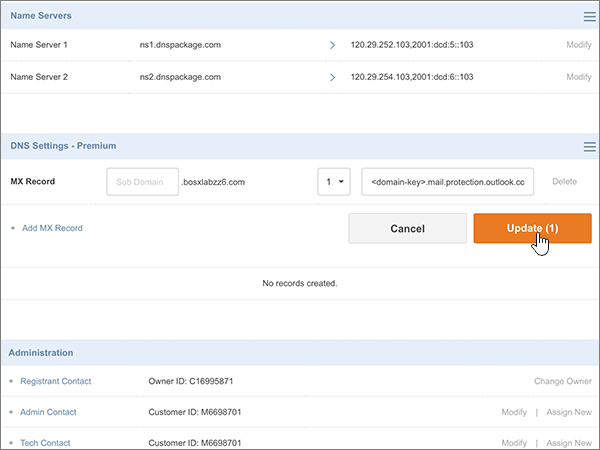 Name Servers
Name Server 1 ns1.dnspackage.com 120.29.252.103,2001:dcd:5::103 Modify
Name Server 2 ns2.dnspackage.com 120.29.254.103,2001:dcd:6::103 Modify
DNS Settings - Premium
MX Record Sub Domain .bosxlabzz6.com 1 <domain-key>.mail.protection.outlook.cc Delete
Add MX Record Cancel Update (1)
No records created.
Administration
Registrant Contact Owner ID: C16995871 Change Owner
Admin Contact Customer ID: M6698701 Modify | Assign New
Tech Contact Customer ID: M6698701 Modify | Assign New